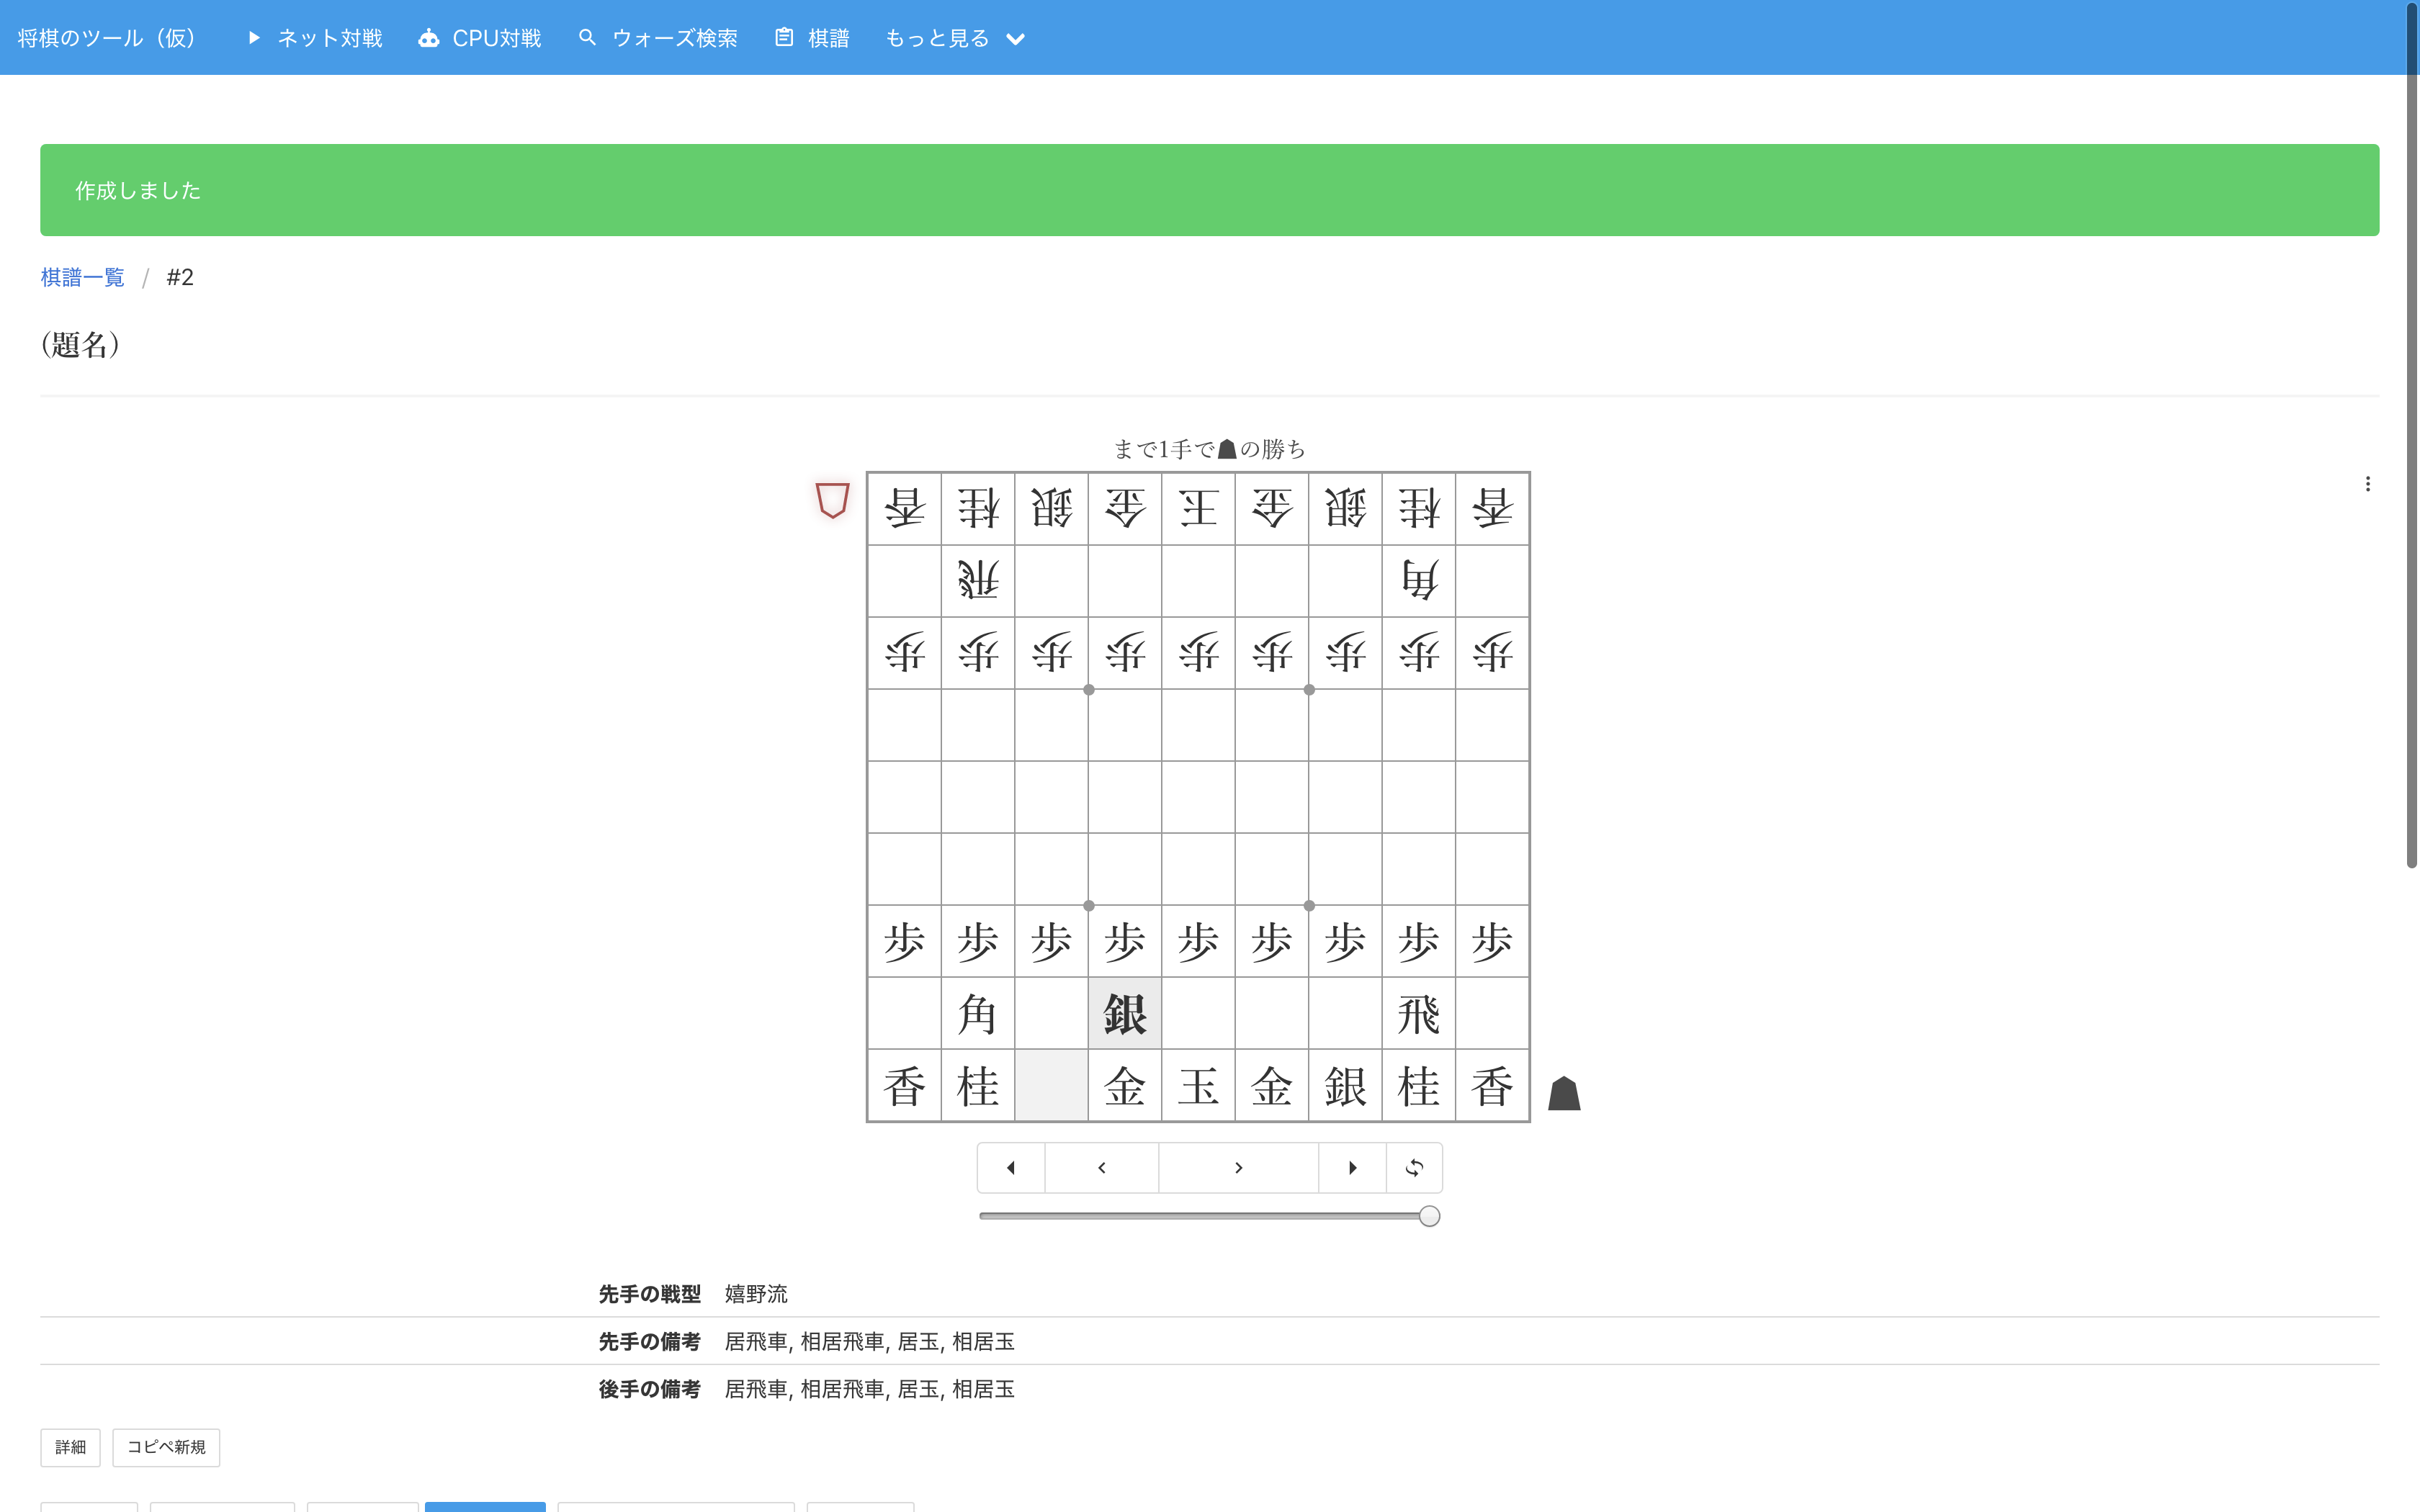 将棋のツール（仮） ネット対戦 CPU対戦 ウォーズ検索 棋譜 もっと見る
作成しました
棋譜一覧 / #2
(題名)
まで1手で☗の勝ち
香 桂 銀 金 王 金 銀 桂 香
飛 角
歩 歩 歩 歩 歩 歩 歩 歩 歩
歩 歩 歩 歩 歩 歩 歩 歩 歩
角 銀 飛
香 桂 金 玉 金 銀 桂 香
先手の戦型 嬉野流
先手の備考 居飛車, 相居飛車, 居玉, 相居玉
後手の備考 居飛車, 相居飛車, 居玉, 相居玉
詳細 コピペ新規